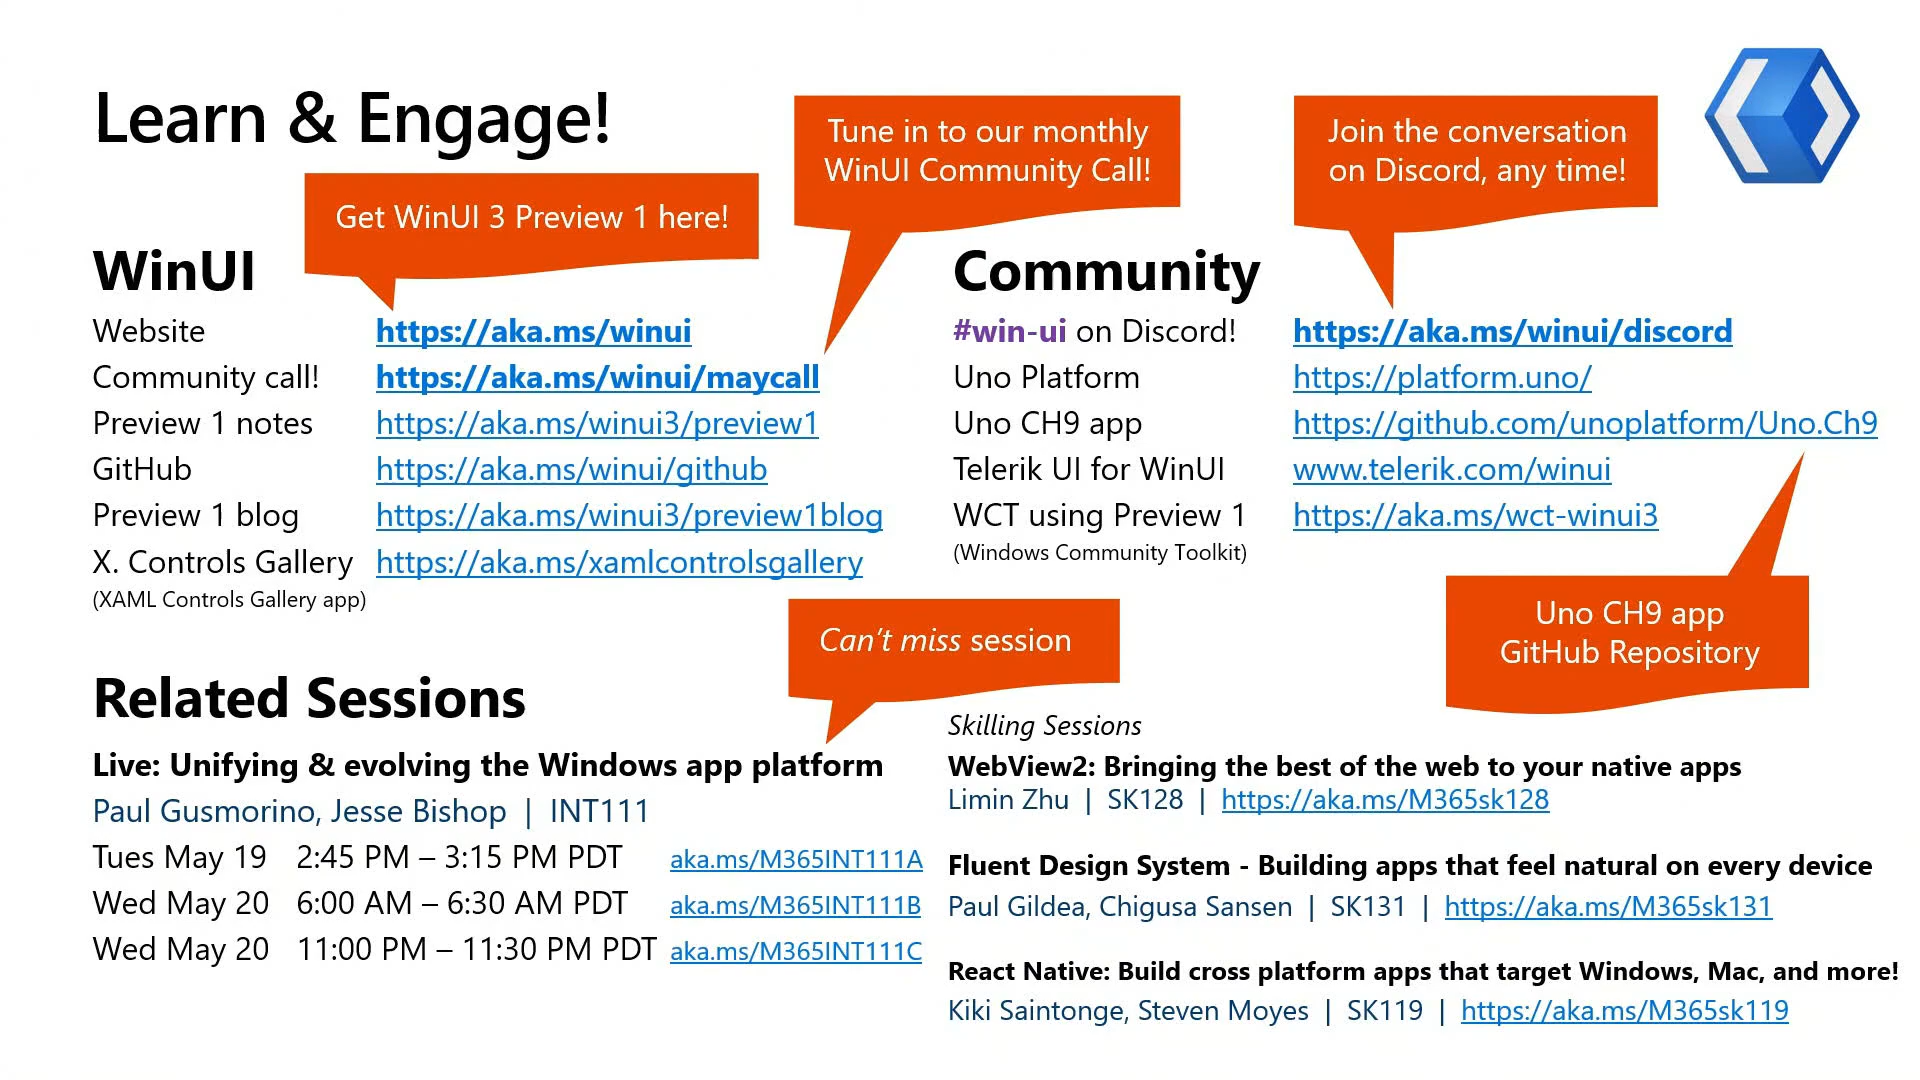 Learn & Engage!
Get WinUI 3 Preview 1 here!
Tune in to our monthly
WinUI Community Call!
Join the conversation
on Discord, any time!
WinUI
Website https://aka.ms/winui
Community call! https://aka.ms/winui/maycall
Preview 1 notes https://aka.ms/winui3/preview1
GitHub https://aka.ms/winui/github
Preview 1 blog https://aka.ms/winui3/preview1blog
X. Controls Gallery https://aka.ms/xamlcontrolsgallery
(XAML Controls Gallery app)
Community
#win-ui on Discord! https://aka.ms/winui/discord
Uno Platform https://platform.uno/
Uno CH9 app https://github.com/unoplatform/Uno.Ch9
Telerik UI for WinUI www.telerik.com/winui
WCT using Preview 1 https://aka.ms/wct-winui3
(Windows Community Toolkit)
Uno CH9 app
GitHub Repository
Can't miss session
Related Sessions
Live: Unifying & evolving the Windows app platform
Paul Gusmorino, Jesse Bishop | INT111
Tues May 19 2:45 PM – 3:15 PM PDT aka.ms/M365INT111A
Wed May 20 6:00 AM – 6:30 AM PDT aka.ms/M365INT111B
Wed May 20 11:00 PM – 11:30 PM PDT aka.ms/M365INT111C
Skilling Sessions
WebView2: Bringing the best of the web to your native apps
Limin Zhu | SK128 | https://aka.ms/M365sk128
Fluent Design System - Building apps that feel natural on every device
Paul Gildea, Chigusa Sansen | SK131 | https://aka.ms/M365sk131
React Native: Build cross platform apps that target Windows, Mac, and more!
Kiki Saintonge, Steven Moyes | SK119 | https://aka.ms/M365sk119